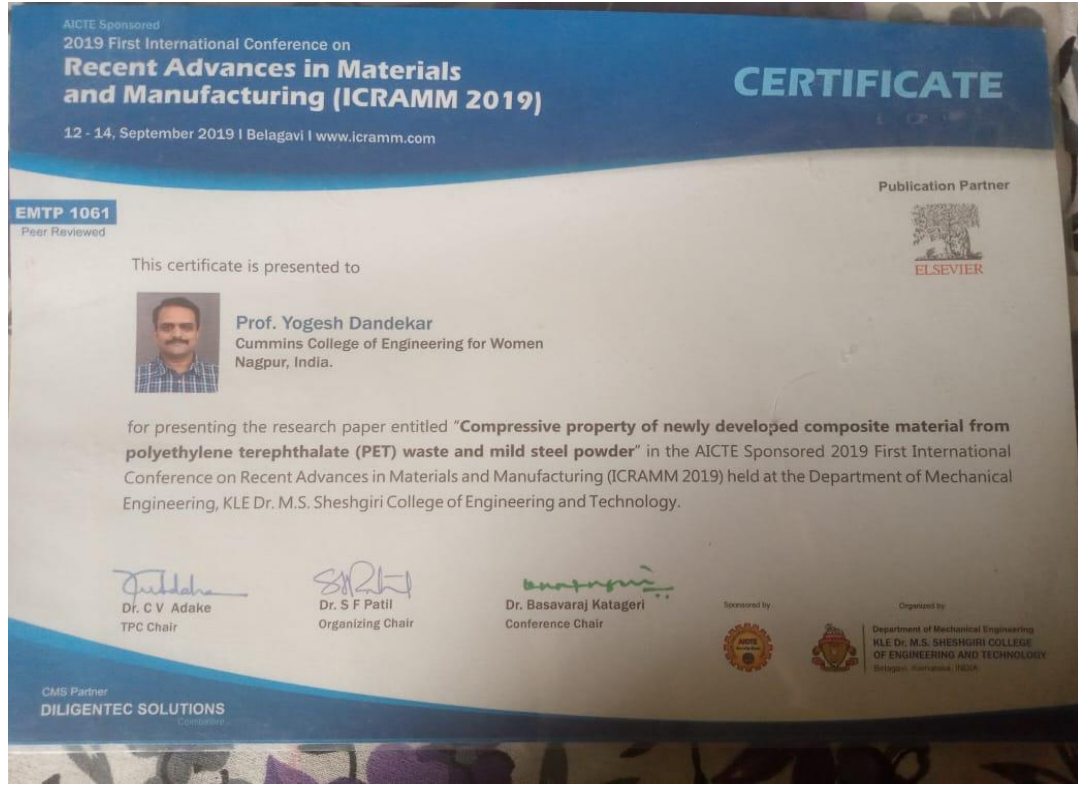 AICTE Sponsored
2019 First International Conference on
Recent Advances in Materials
and Manufacturing (ICRAMM 2019)
12 - 14, September 2019 I Belagavi I www.icramm.com
CERTIFICATE
Publication Partner
ELSEVIER
EMTP 1061
Peer Reviewed
This certificate is presented to
Prof. Yogesh Dandekar
Cummins College of Engineering for Women
Nagpur, India.
for presenting the research paper entitled "Compressive property of newly developed composite material from
polyethylene terephthalate (PET) waste and mild steel powder" in the AICTE Sponsored 2019 First International
Conference on Recent Advances in Materials and Manufacturing (ICRAMM 2019) held at the Department of Mechanical
Engineering, KLE Dr. M.S. Sheshgiri College of Engineering and Technology.
Dr. C V Adake
TPC Chair
Dr. S F Patil
Organizing Chair
Dr. Basavaraj Katageri
Conference Chair
Sponsored by
AICTE
Organized by
Department of Mechanical Engineering
KLE Dr. M.S. SHESHGIRI COLLEGE
OF ENGINEERING AND TECHNOLOGY
Belagavi, Karnataka, INDIA
CMS Partner
DILIGENTEC SOLUTIONS
Coimbatore